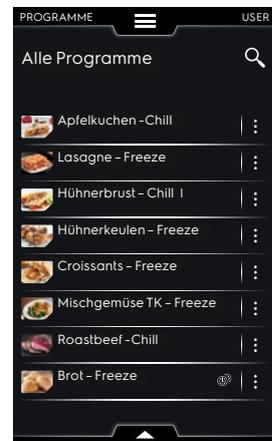 PROGRAMME USER
Alle Programme
Apfelkuchen -Chill
Lasagne – Freeze
Hühnerbrust – Chill I
Hühnerkeulen – Freeze
Croissants – Freeze
Mischgemüse TK – Freeze
Roastbeef -Chill
Brot – Freeze